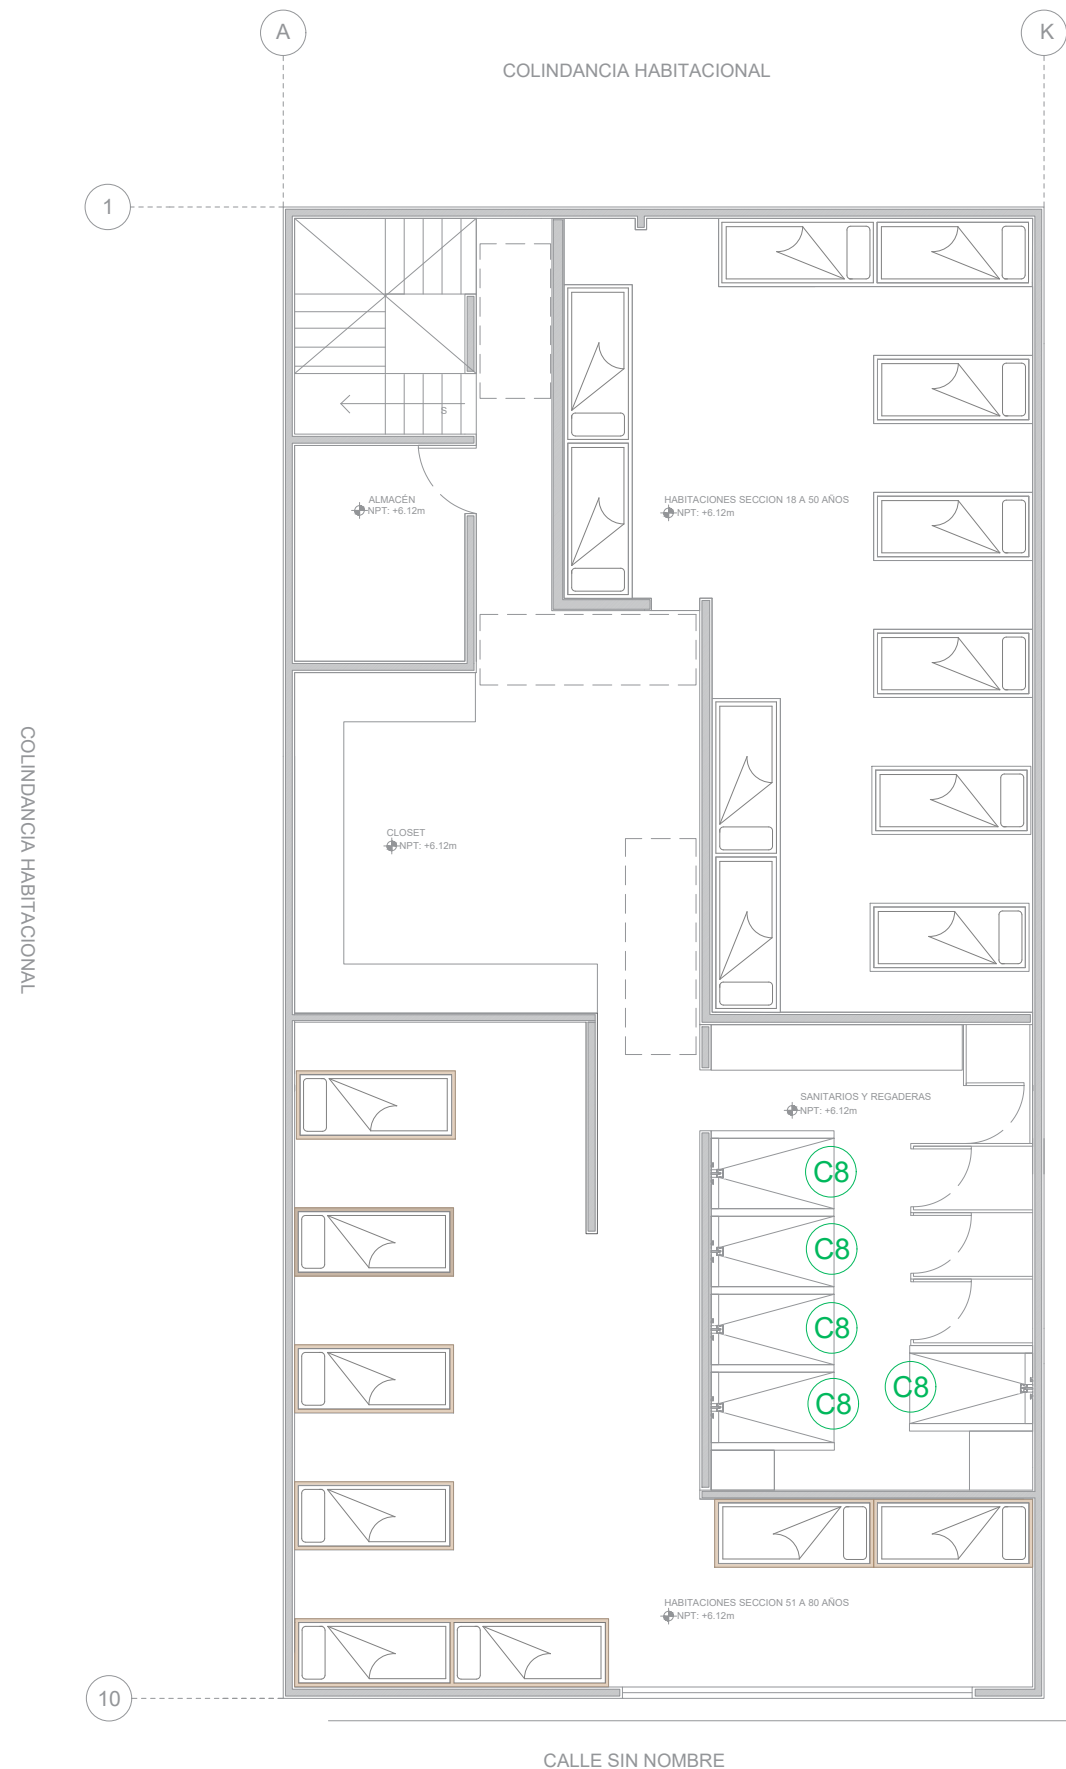 A
K
COLINDANCIA HABITACIONAL
1
S
ALMACÉN
NPT: +6.12m
HABITACIONES SECCION 18 A 50 AÑOS
NPT: +6.12m
COLINDANCIA HABITACIONAL
CLOSET
NPT: +6.12m
SANITARIOS Y REGADERAS
NPT: +6.12m
C8
C8
C8
C8
C8
HABITACIONES SECCION 51 A 80 AÑOS
NPT: +6.12m
10
CALLE SIN NOMBRE